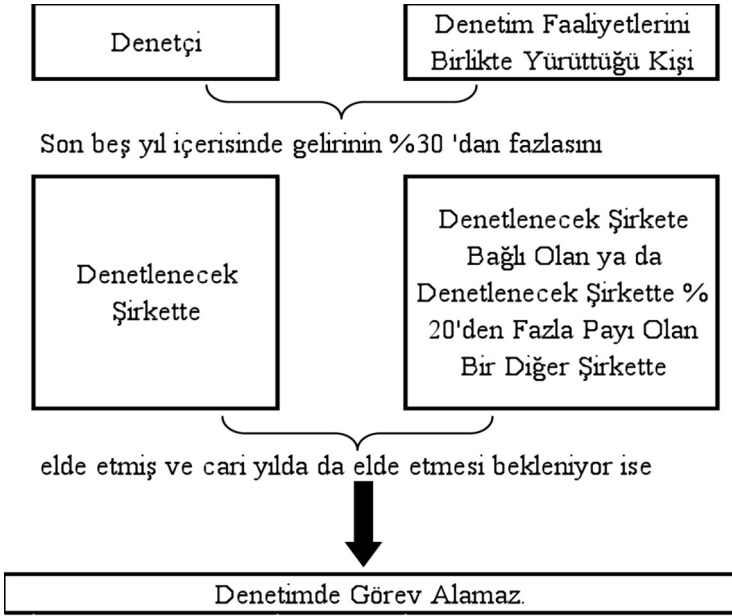 Denetçi
Denetim Faaliyetlerini
Birlikte Yürüttüğü Kişi
Son beş yıl içerisinde gelirinin %30 'dan fazlasını
Denetlenecek
Şirkette
Denetlenecek Şirkete
Bağlı Olan ya da
Denetlenecek Şirkette %
20'den Fazla Payı Olan
Bir Diğer Şirkette
elde etmiş ve cari yılda da elde etmesi bekleniyor ise
Denetimde Görev Alamaz.